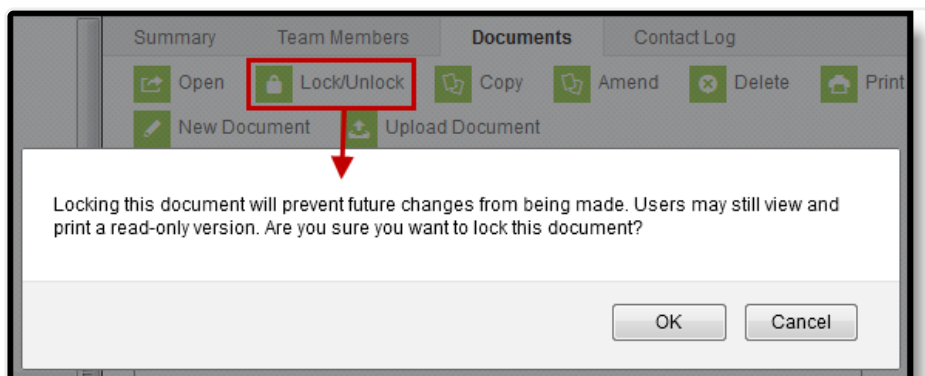 Summary Team Members Documents Contact Log
Open Lock/Unlock Copy Amend Delete Print
New Document Upload Document
Locking this document will prevent future changes from being made. Users may still view and
print a read-only version. Are you sure you want to lock this document?
OK Cancel